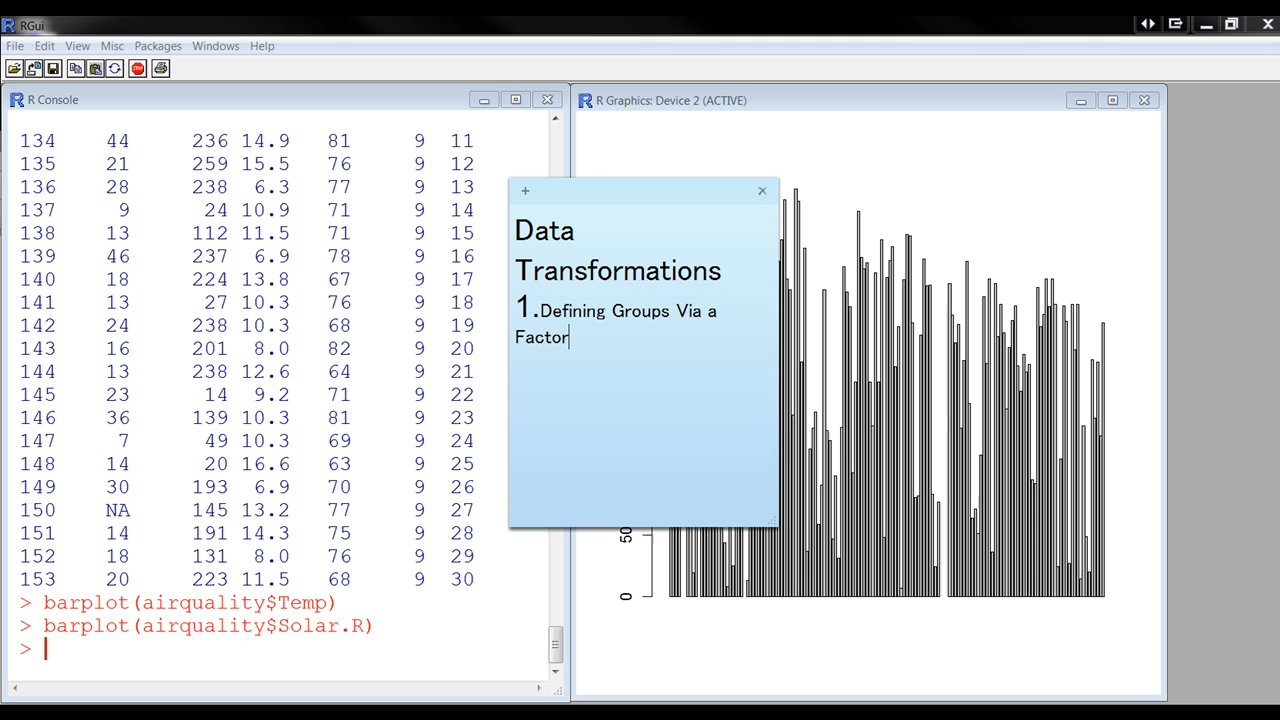 RGui
File Edit View Misc Packages Windows Help
STOP
R Console
134 44 236 14.9 81 9 11
135 21 259 15.5 76 9 12
136 28 238 6.3 77 9 13
137 9 24 10.9 71 9 14
138 13 112 11.5 71 9 15
139 46 237 6.9 78 9 16
140 18 224 13.8 67 9 17
141 13 27 10.3 76 9 18
142 24 238 10.3 68 9 19
143 16 201 8.0 82 9 20
144 13 238 12.6 64 9 21
145 23 14 9.2 71 9 22
146 36 139 10.3 81 9 23
147 7 49 10.3 69 9 24
148 14 20 16.6 63 9 25
149 30 193 6.9 70 9 26
150 NA 145 13.2 77 9 27
151 14 191 14.3 75 9 28
152 18 131 8.0 76 9 29
153 20 223 11.5 68 9 30
> barplot(airquality$Temp)
> barplot(airquality$Solar.R)
>
Data
Transformations
1.Defining Groups Via a
Factor
R Graphics: Device 2 (ACTIVE)
50
0